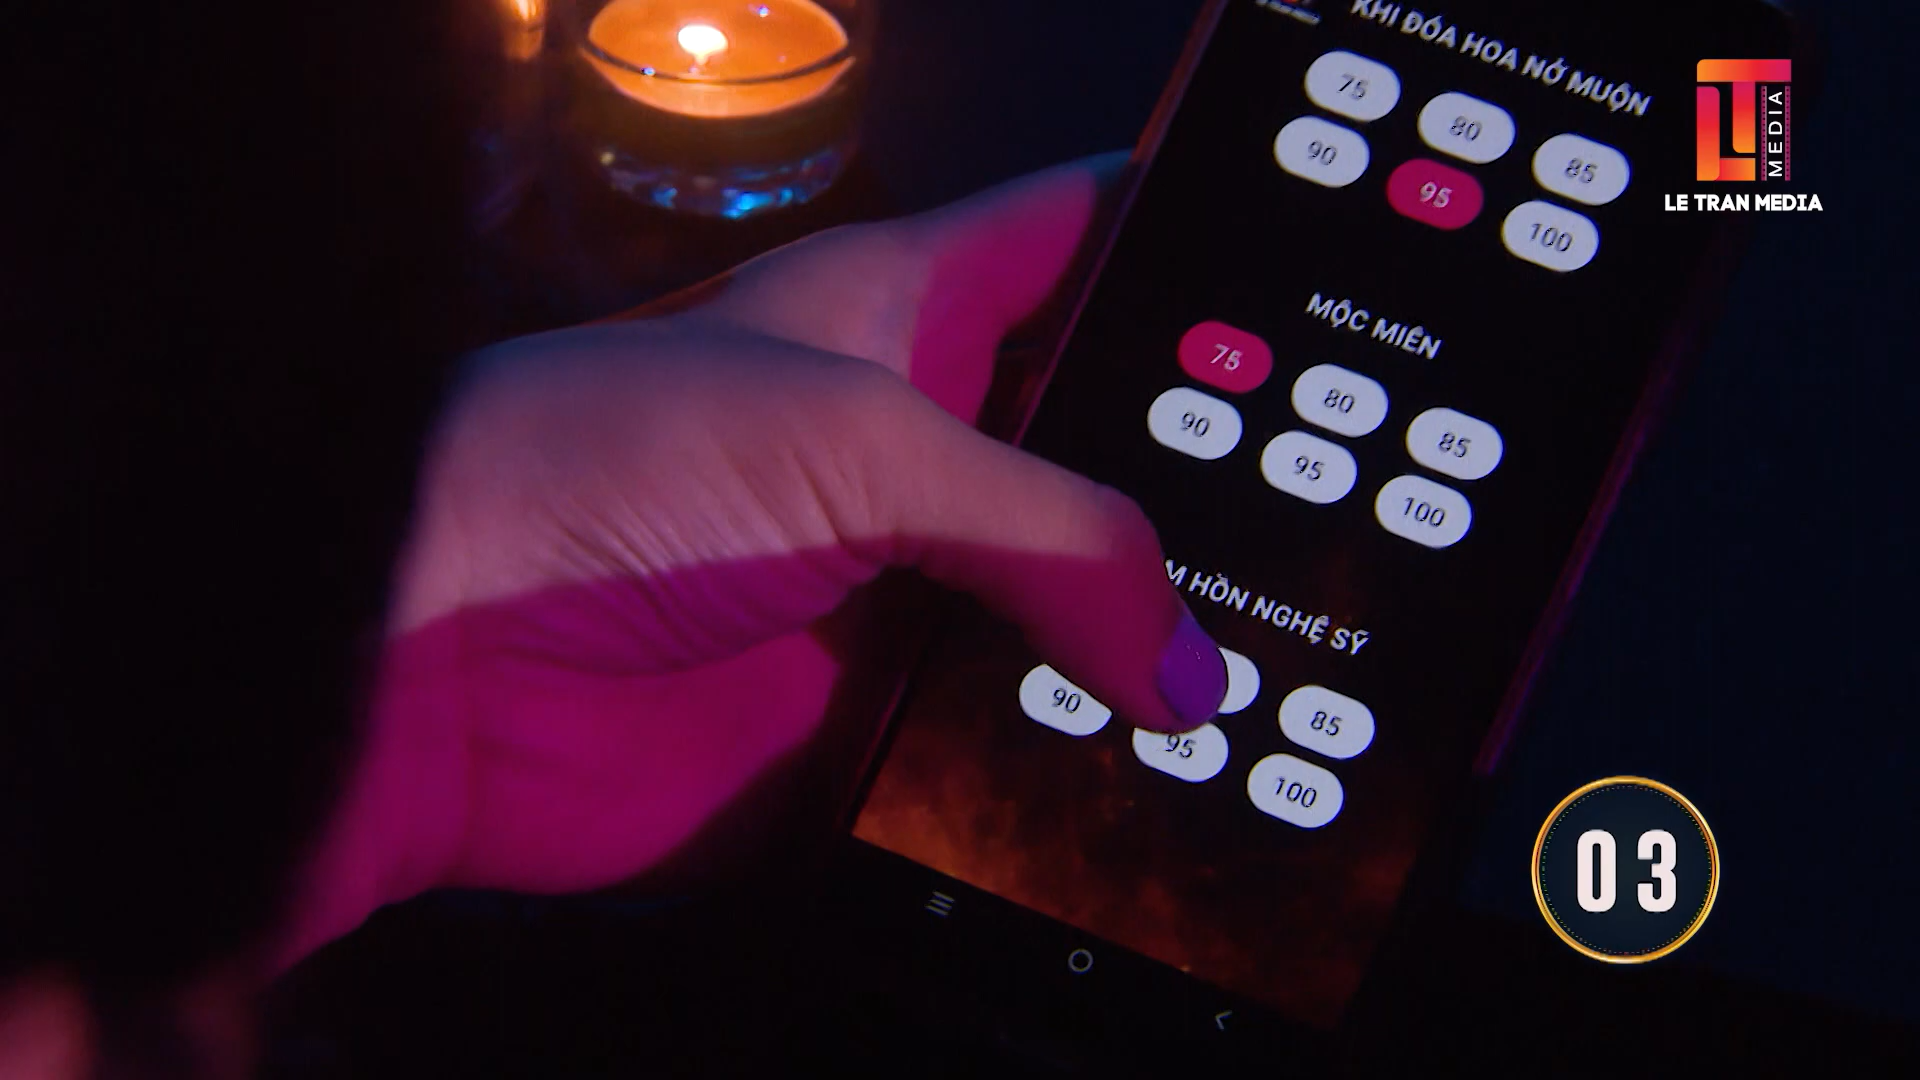 KHI ĐÓA HOA NỞ MUỘN
75 80 85
90 95 100
MỘC MIÊN
75 80 85
90 95 100
M HỒN NGHỆ SỸ
85
90 95 100
MEDIA
LE TRAN MEDIA
03